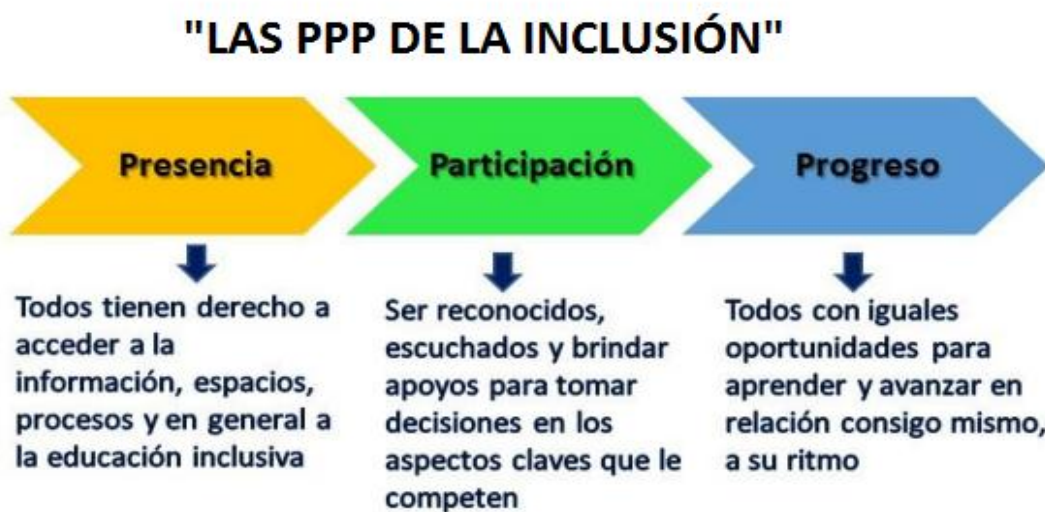 "LAS PPP DE LA INCLUSIÓN"
Presencia
Participación
Progreso
Todos tienen derecho a
acceder a la
información, espacios,
procesos y en general a
la educación inclusiva
Ser reconocidos,
escuchados y brindar
apoyos para tomar
decisiones en los
aspectos claves que le
competen
Todos con iguales
oportunidades para
aprender y avanzar en
relación consigo mismo,
a su ritmo